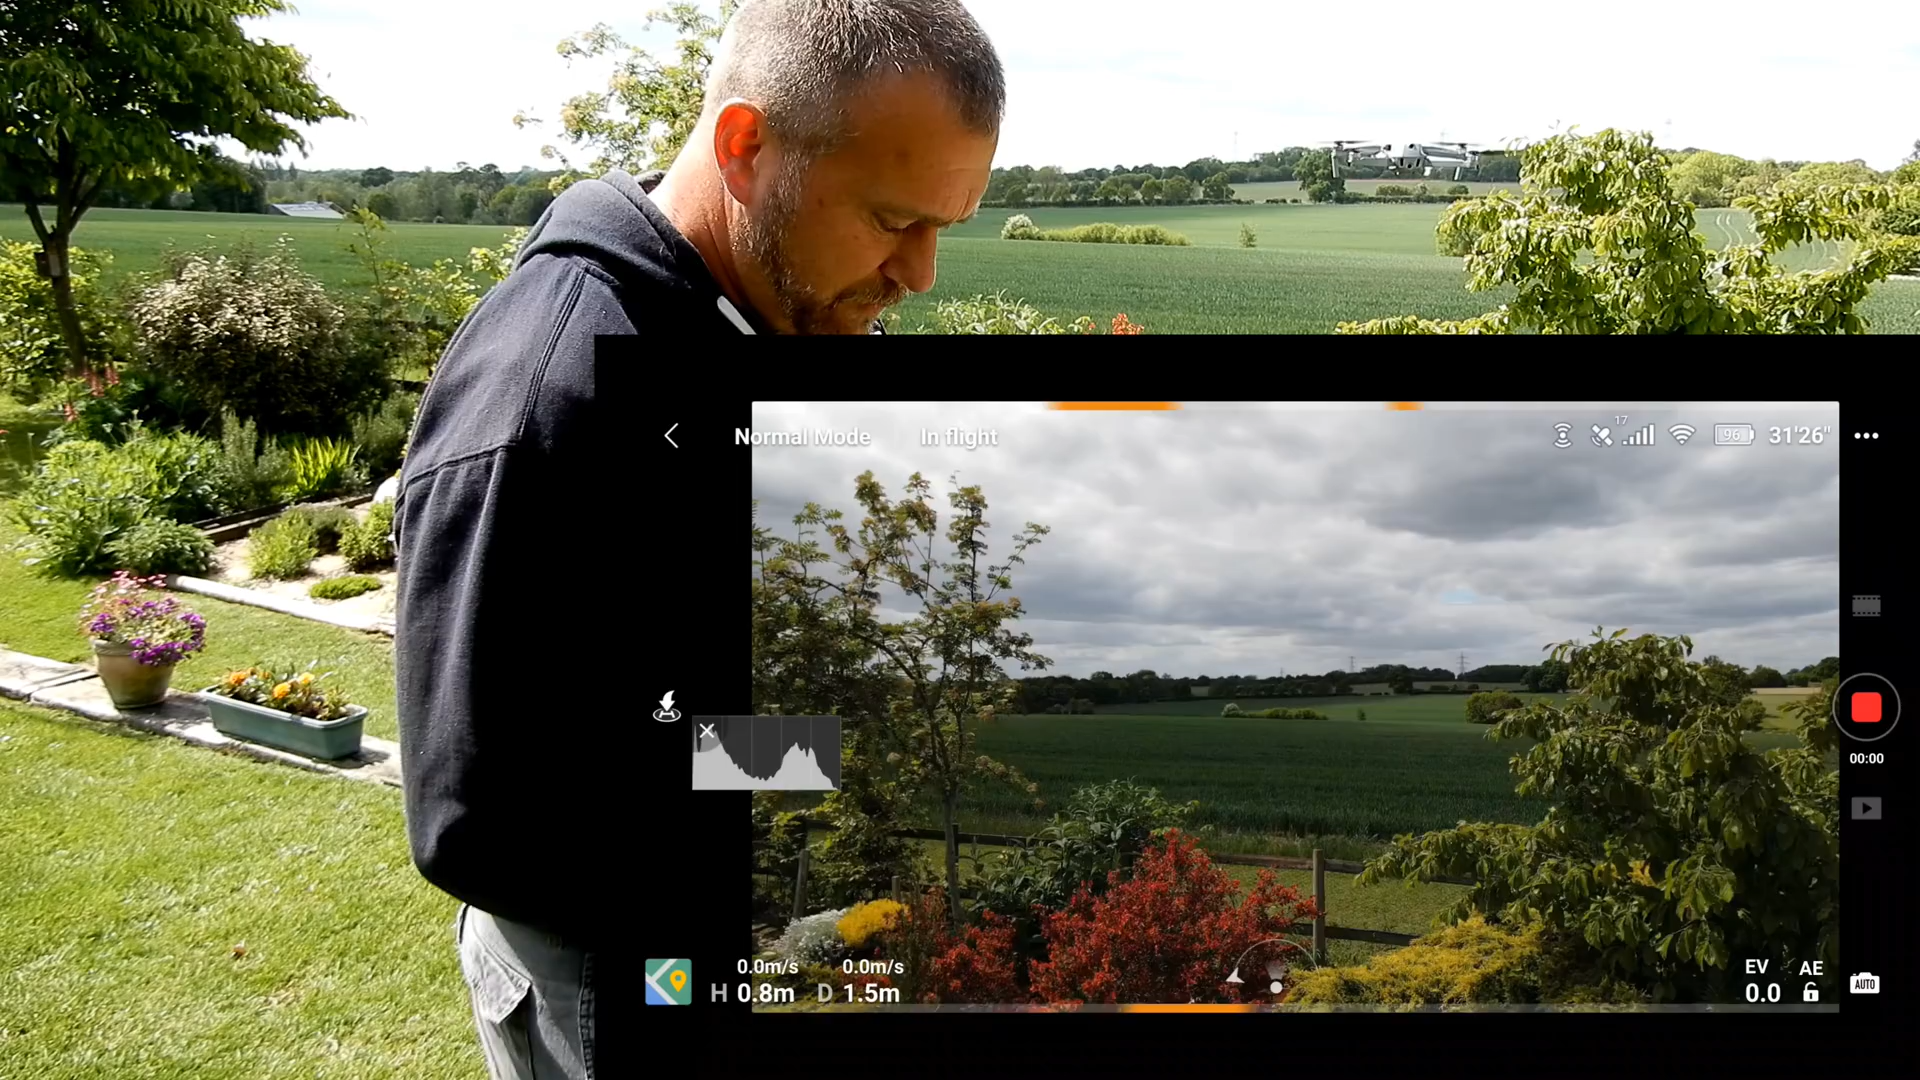 Normal Mode In flight
17
96 31'26"
00:00
0.0m/s 0.0m/s
H 0.8m D 1.5m
EV AE
0.0
AUTO